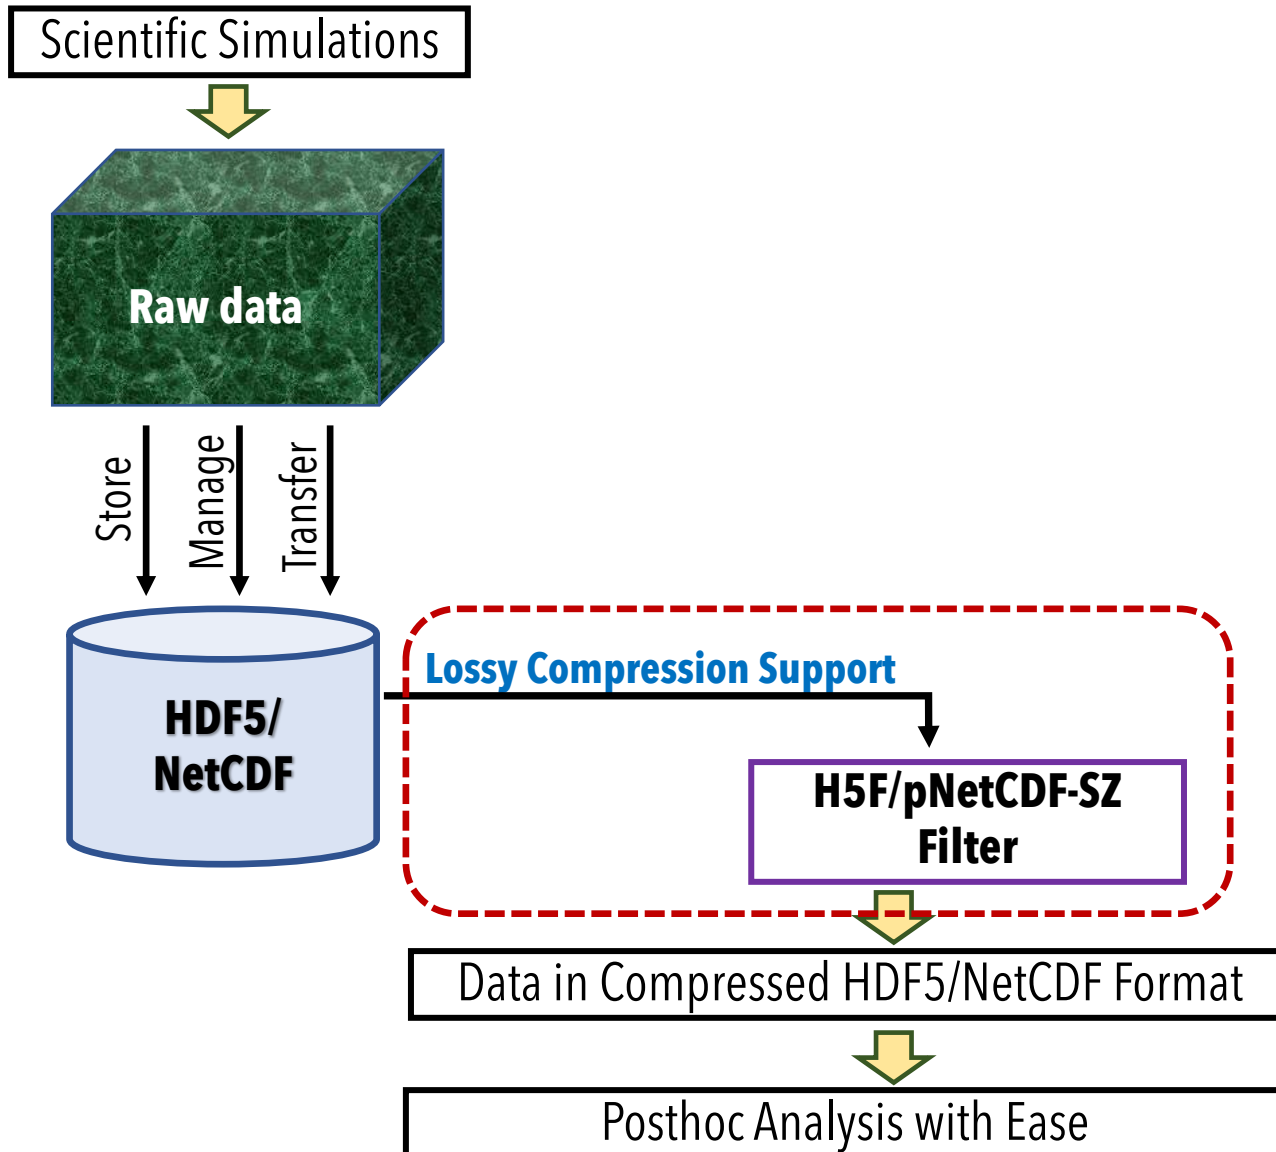 Scientific Simulations
Raw data
Store
Manage
Transfer
HDF5/
NetCDF
Lossy Compression Support
H5F/pNetCDF-SZ
Filter
Data in Compressed HDF5/NetCDF Format
Posthoc Analysis with Ease